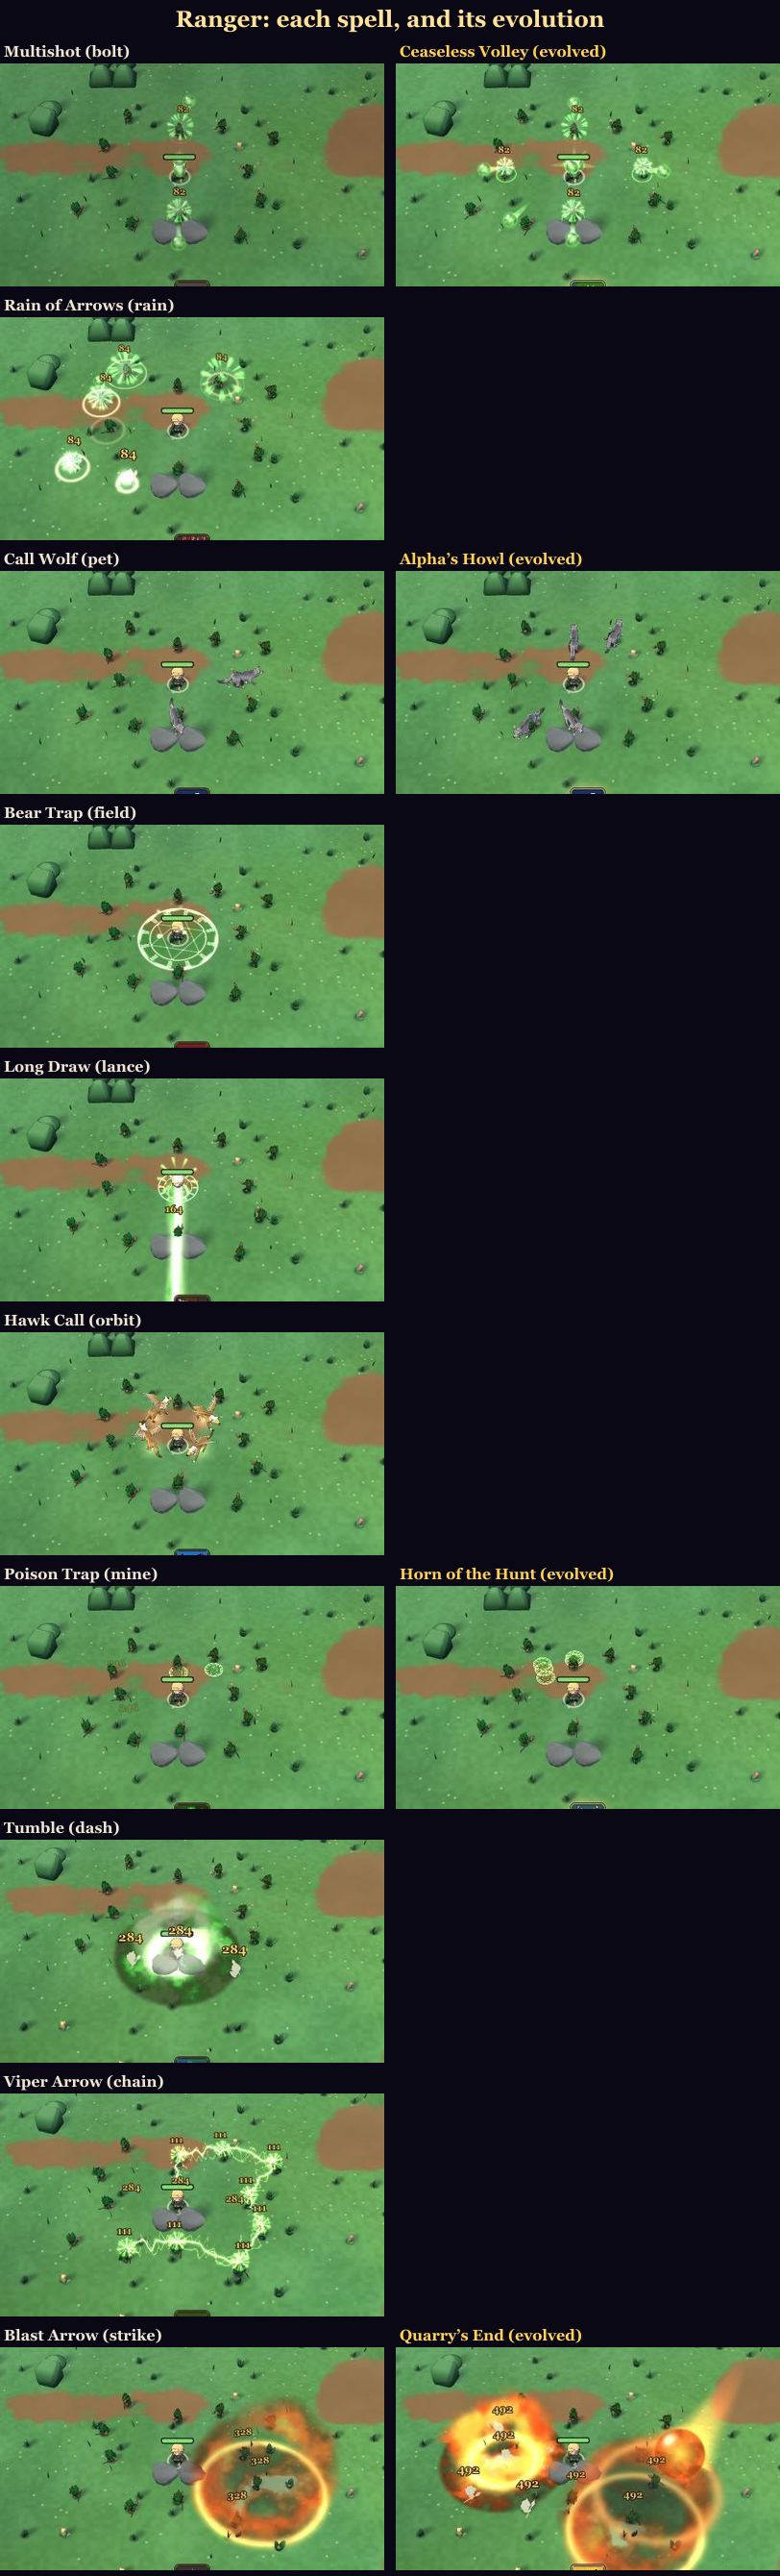 Ranger: each spell, and its evolution
Multishot (bolt)
Ceaseless Volley (evolved)
82
82
82
82
82
82
Rain of Arrows (rain)
84
84
84
84
84
Call Wolf (pet)
Alpha’s Howl (evolved)
Bear Trap (field)
Long Draw (lance)
164
Hawk Call (orbit)
Poison Trap (mine)
Horn of the Hunt (evolved)
Tumble (dash)
284
284
284
Viper Arrow (chain)
111
111
111
284
111
284
284
111
111
111
111
Blast Arrow (strike)
Quarry’s End (evolved)
328
328
328
492
492
492
492
492
492
492